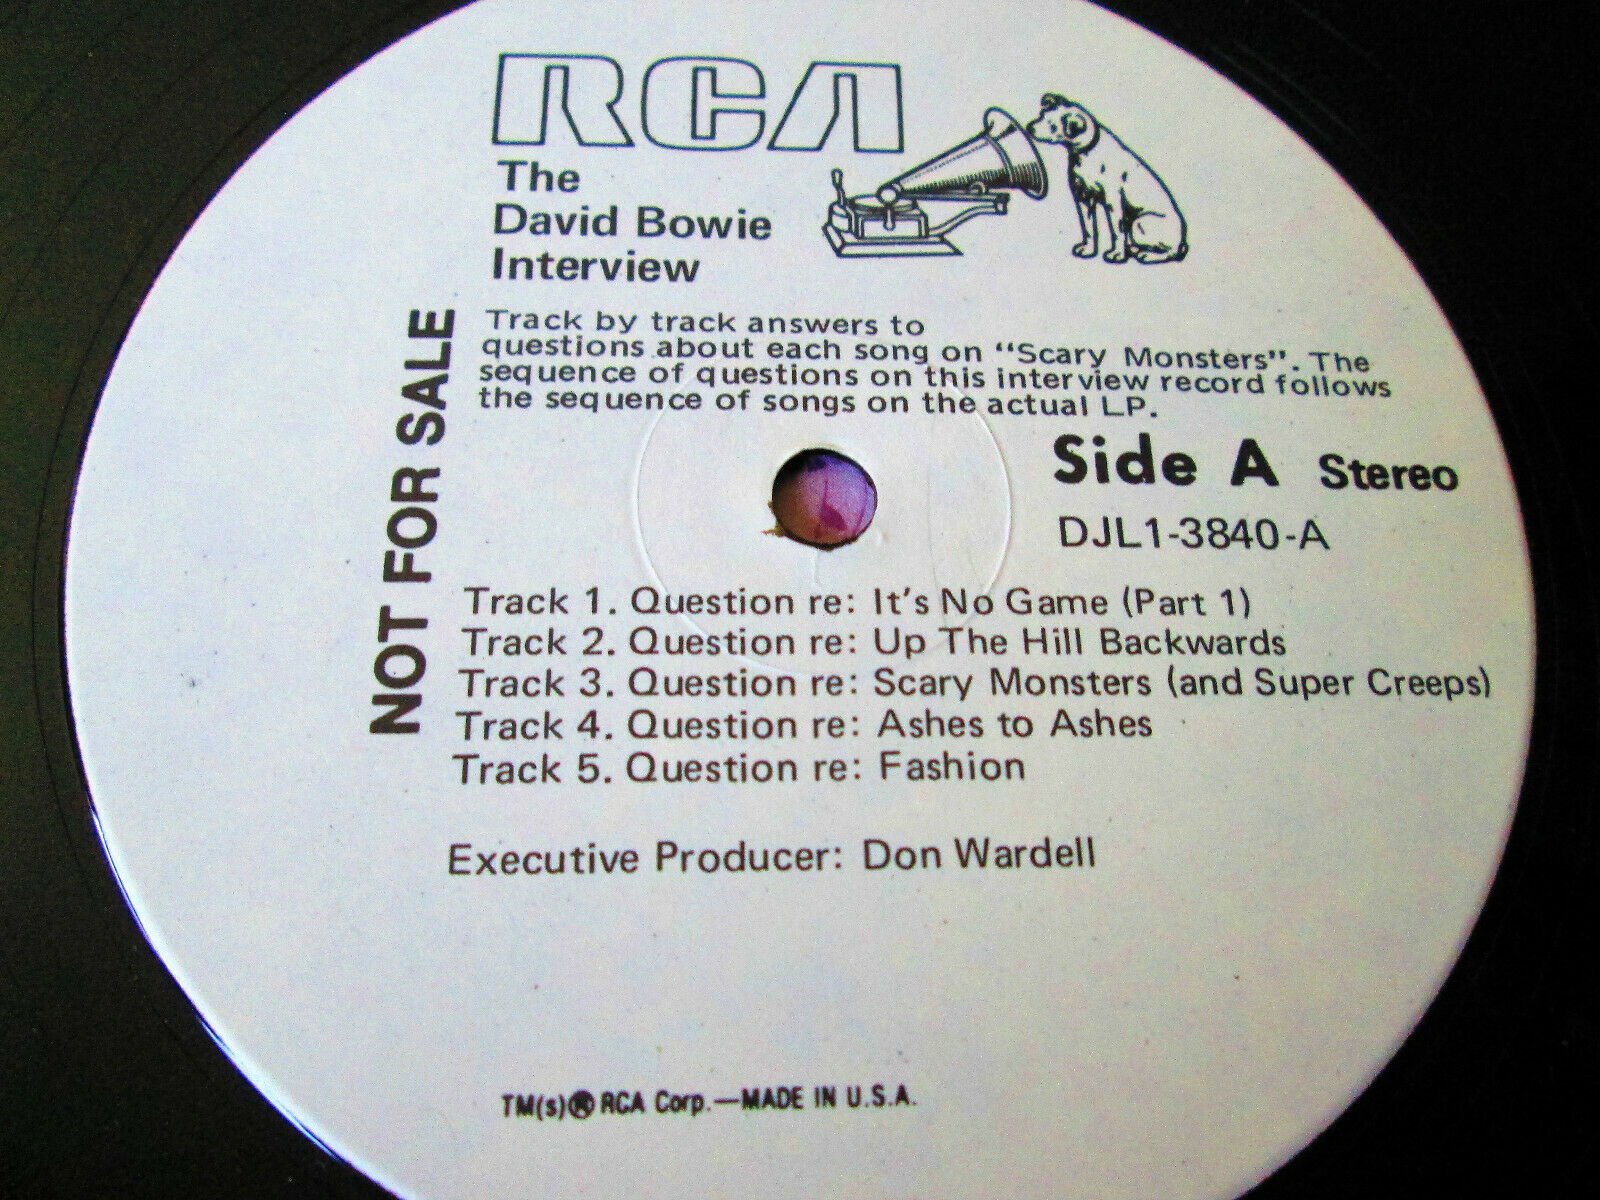 RCA
The
David Bowie
Interview
Track by track answers to
questions about each song on “Scary Monsters”. The
sequence of questions on this interview record follows
the sequence of songs on the actual LP.
NOT FOR SALE
Side A Stereo
DJL1-3840-A
Track 1. Question re: It's No Game (Part 1)
Track 2. Question re: Up The Hill Backwards
Track 3. Question re: Scary Monsters (and Super Creeps)
Track 4. Question re: Ashes to Ashes
Track 5. Question re: Fashion
Executive Producer: Don Wardell
TM(s)® RCA Corp.—MADE IN U.S.A.